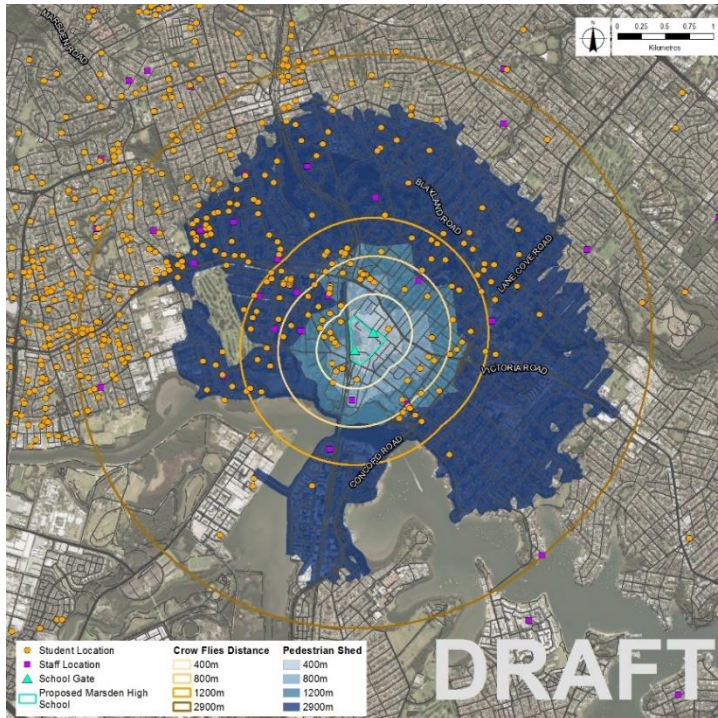 MARSDEN ROAD
N
0 0.25 0.5 0.75 1
Kilometres
BLAXLAND ROAD
LANE COVE ROAD
VICTORIA ROAD
CONCORD ROAD
Student Location
Staff Location
School Gate
Proposed Marsden High
School
Crow Flies Distance
400m
800m
1200m
2900m
Pedestrian Shed
400m
800m
1200m
2900m
DRAFT